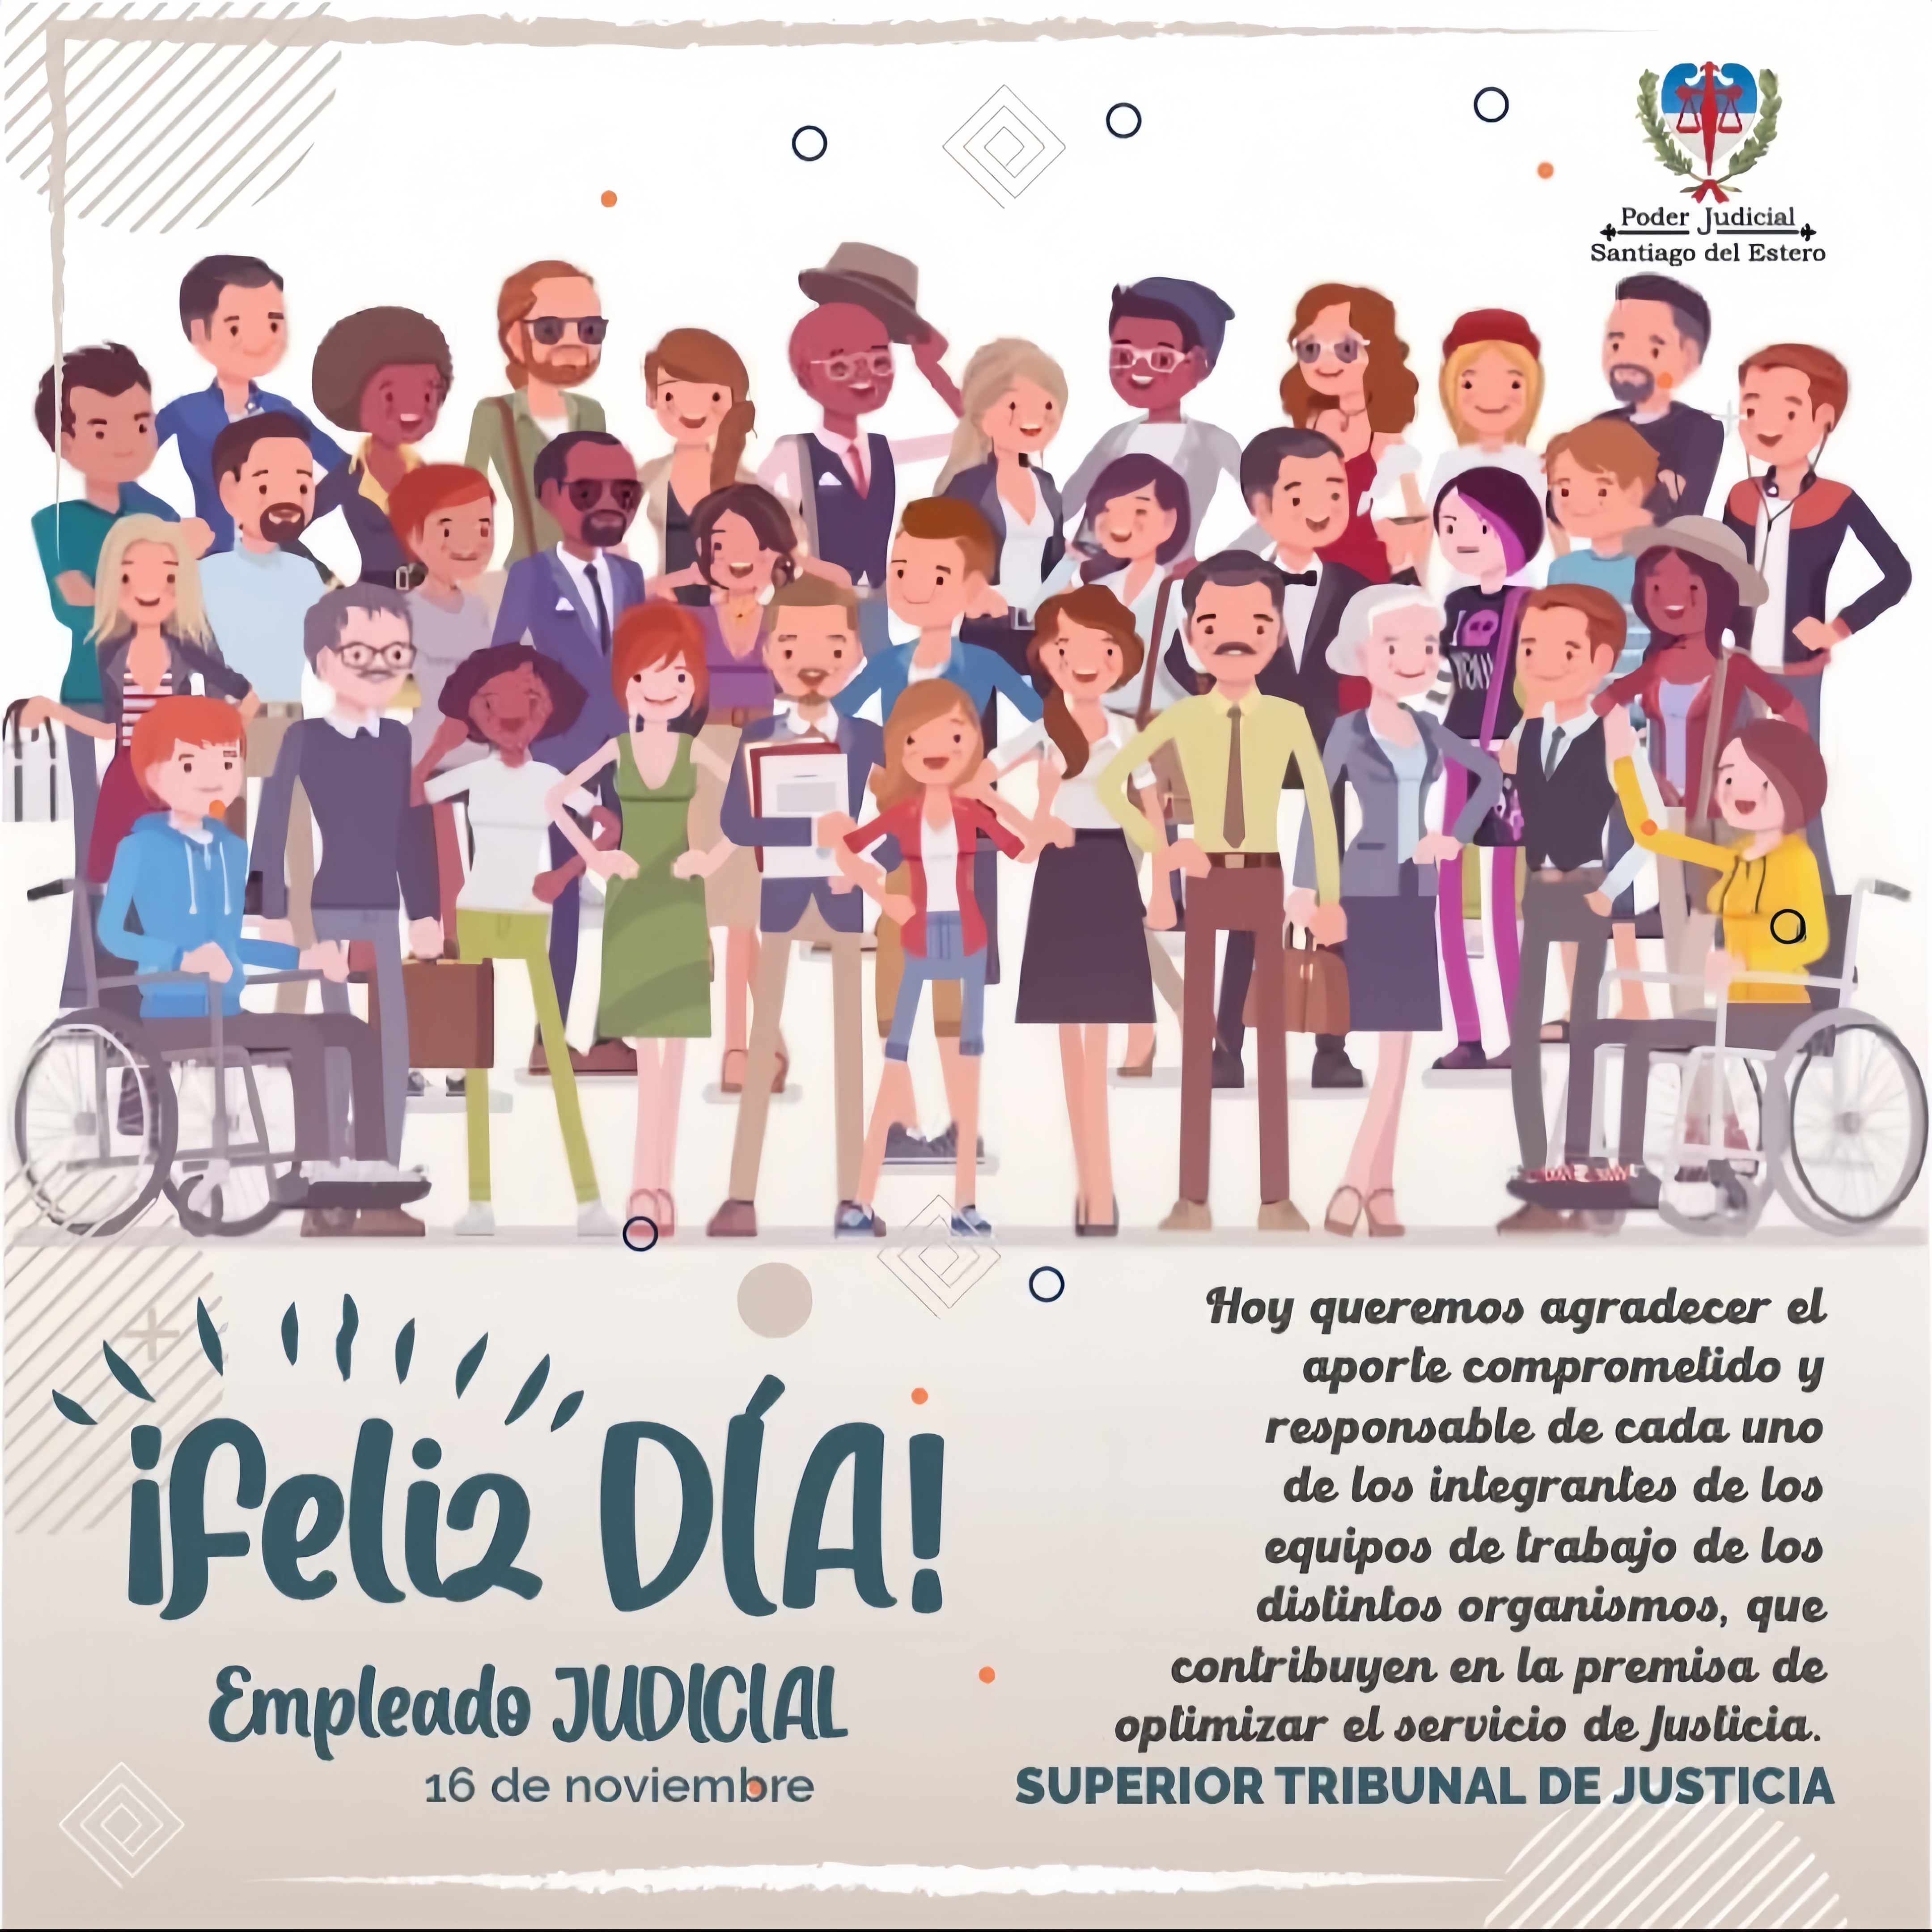 Poder Judicial
Santiago del Estero
¡feliz DÍA!
Empleado JUDICIAL
16 de noviembre
Hoy queremos agradecer el
aporte comprometido y
responsable de cada uno
de los integrantes de los
equipos de trabajo de los
distintos organismos, que
contribuyen en la premisa de
optimizar el servicio de Justicia.
SUPERIOR TRIBUNAL DE JUSTICIA